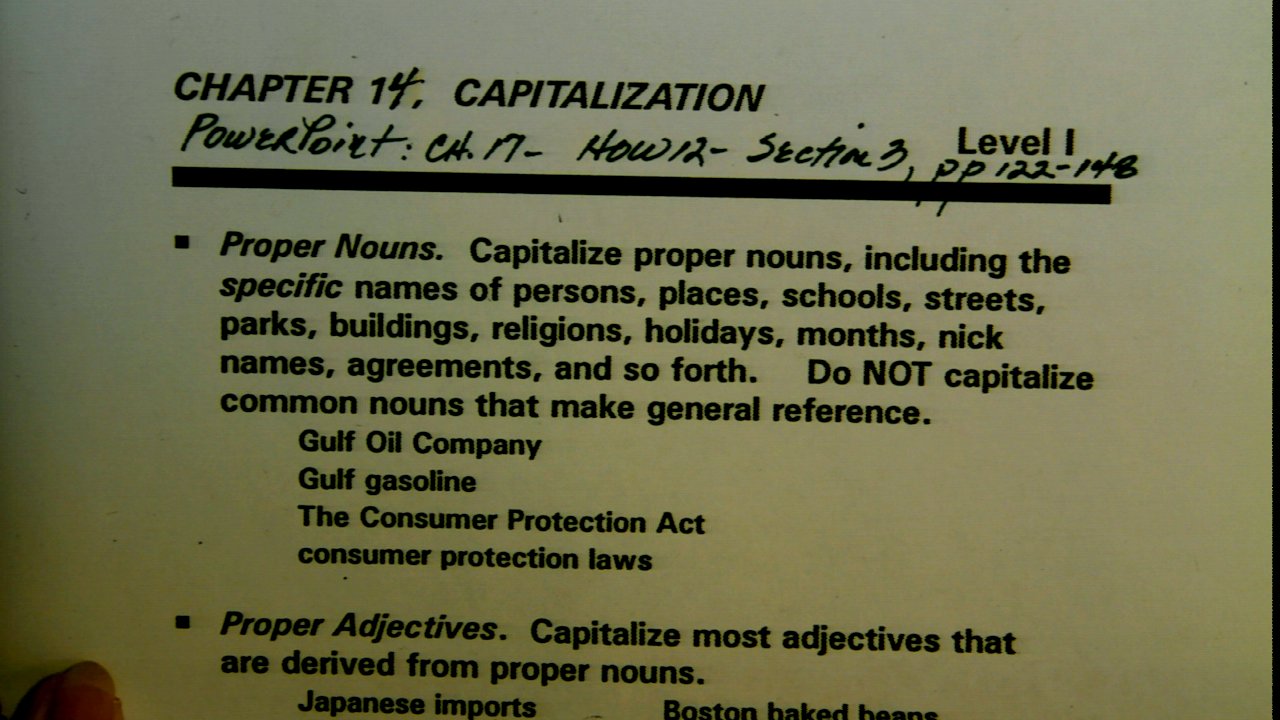 CHAPTER 14, CAPITALIZATION
PowerPoint: CH. 17- HOW12- Section 3, pp 122-148
Level I
▪ Proper Nouns. Capitalize proper nouns, including the
specific names of persons, places, schools, streets,
parks, buildings, religions, holidays, months, nick
names, agreements, and so forth. Do NOT capitalize
common nouns that make general reference.
Gulf Oil Company
Gulf gasoline
The Consumer Protection Act
consumer protection laws
▪ Proper Adjectives. Capitalize most adjectives that
are derived from proper nouns.
Japanese imports Boston baked beans